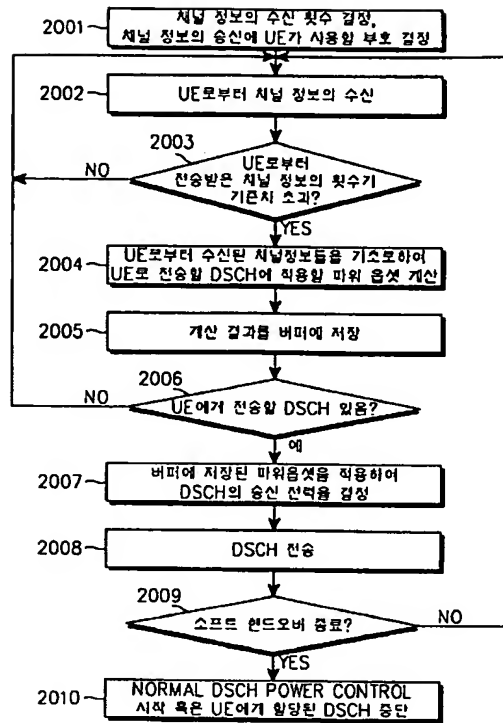 2001
채널 정보의 수신 횟수 결정,
채널 정보의 송신에 UE가 사용할 부호 결정
2002
UE로부터 채널 정보의 수신
2003
NO
UE로부터
전송받은 채널 정보의 횟수기
기준치 초과?
YES
2004
UE로부터 수신된 채널정보들을 기초로하여
UE로 전송할 DSCH에 적용할 파워 옵셋 계산
2005
계산 결과를 버퍼에 저장
2006
NO
UE에게 전송할 DSCH 있음?
예
2007
버퍼에 저장된 파워옵셋을 적용하여
DSCH의 송신 전력을 결정
2008
DSCH 전송
2009
NO
소프트 핸드오버 종료?
YES
2010
NORMAL DSCH POWER CONTROL
시작 혹은 UE에게 할당된 DSCH 중단